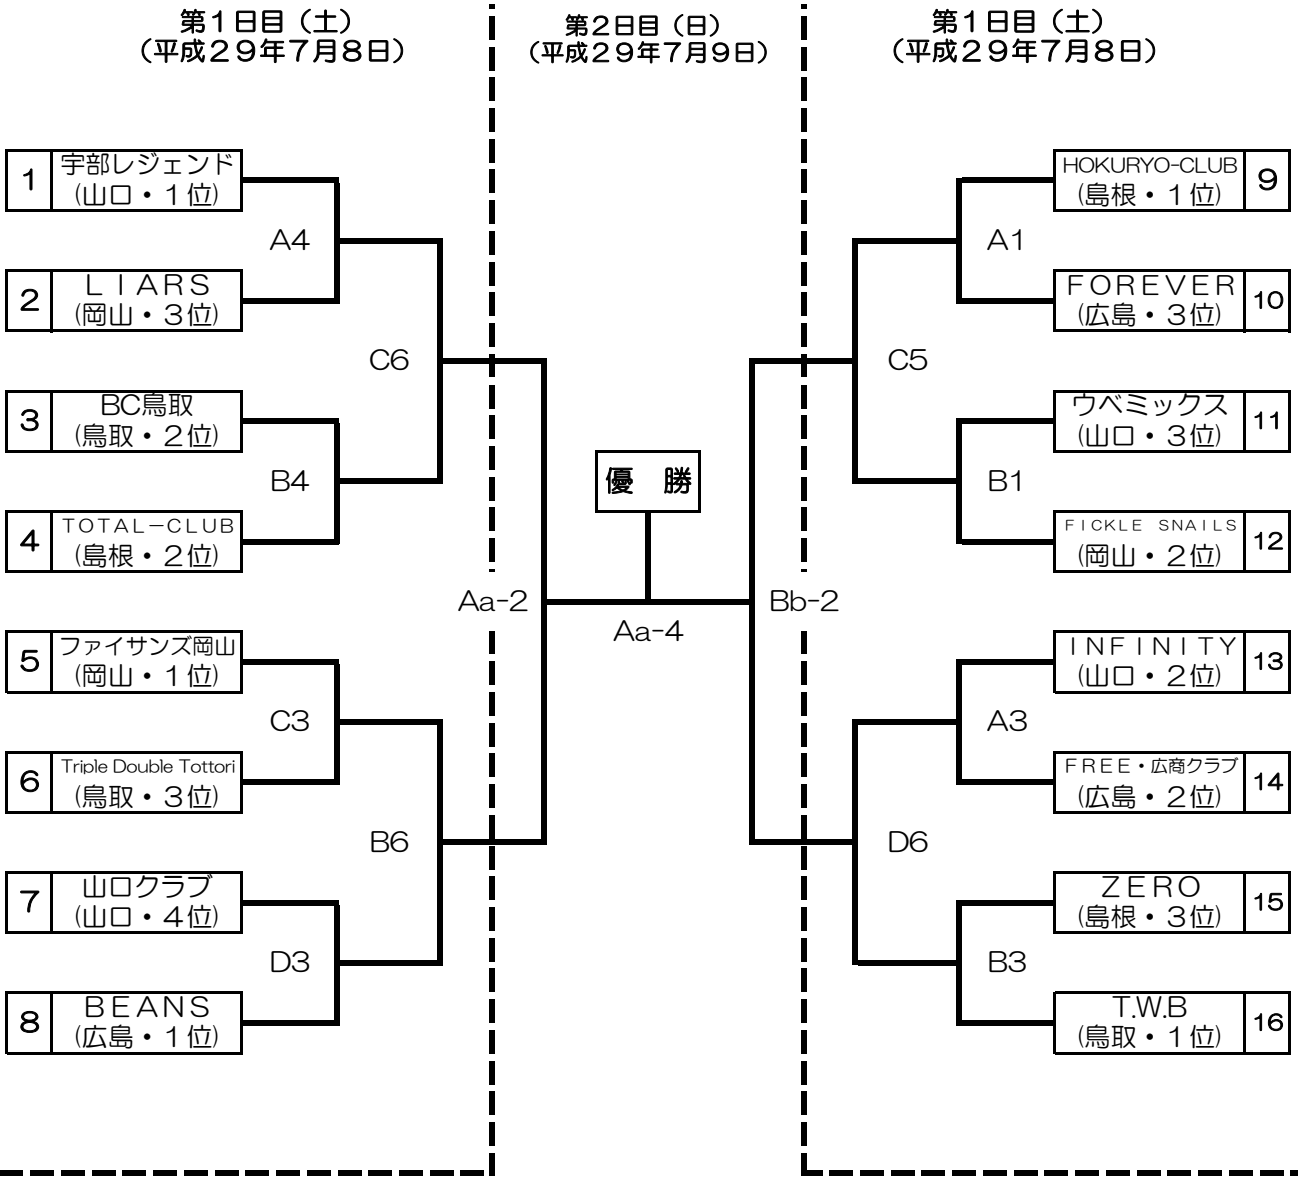 第１日目（土）
（平成２９年７月８日）
第２日目（日）
（平成２９年７月９日）
第１日目（土）
（平成２９年７月８日）
1
宇部レジェンド
(山口・１位)
A4
2
ＬＩＡＲＳ
(岡山・３位)
C6
3
BC鳥取
(鳥取・２位)
B4
4
ＴＯＴＡＬ－ＣＬＵＢ
(島根・２位)
Aa-2
5
ファイサンズ岡山
(岡山・１位)
C3
6
Triple Double Tottori
(鳥取・３位)
B6
7
山口クラブ
(山口・４位)
D3
8
ＢＥＡＮＳ
(広島・１位)
優　勝
Aa-4
HOKURYO-CLUB
(島根・１位)
9
A1
ＦＯＲＥＶＥＲ
(広島・３位)
10
C5
ウベミックス
(山口・３位)
11
B1
ＦＩＣＫＬＥ　ＳＮＡＩＬＳ
(岡山・２位)
12
Bb-2
ＩＮＦＩＮＩＴＹ
(山口・２位)
13
A3
ＦＲＥＥ・広商クラブ
(広島・２位)
14
D6
ＺＥＲＯ
(島根・３位)
15
B3
T.W.B
(鳥取・１位)
16